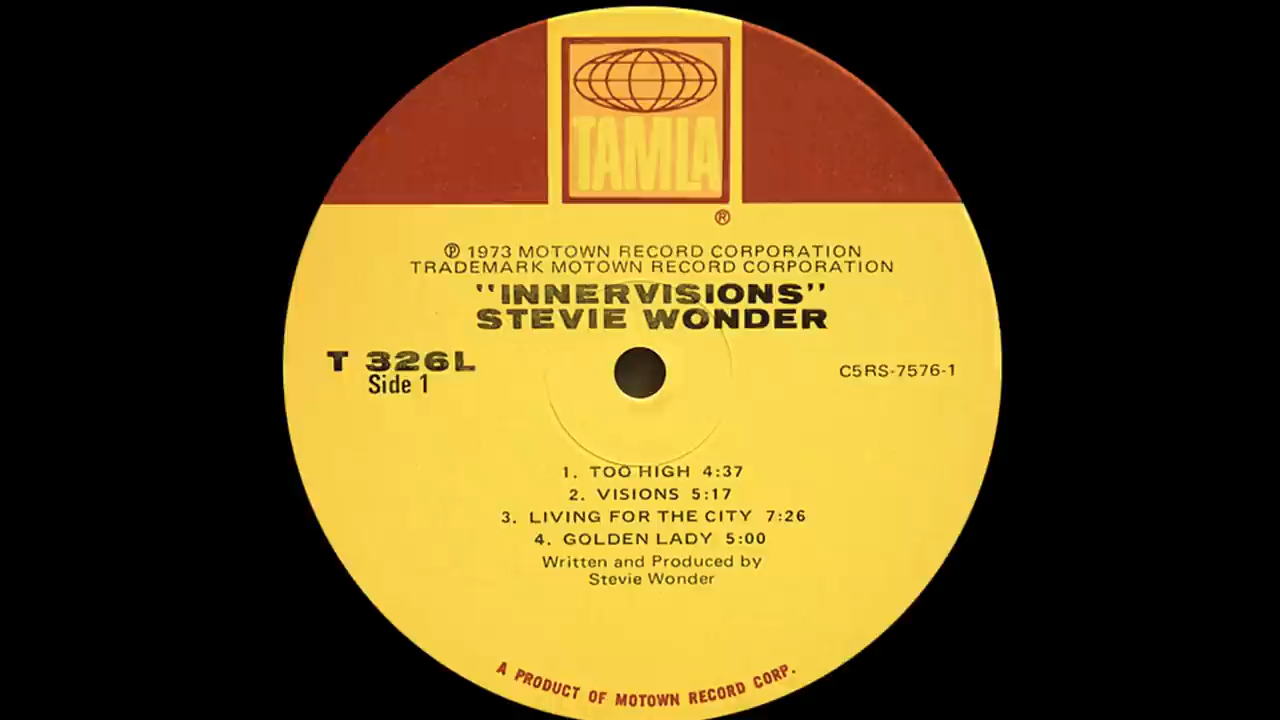 TAMLA
®
℗ 1973 MOTOWN RECORD CORPORATION
TRADEMARK MOTOWN RECORD CORPORATION
"INNERVISIONS"
STEVIE WONDER
T 326L
Side 1
C5RS-7576-1
1. TOO HIGH 4:37
2. VISIONS 5:17
3. LIVING FOR THE CITY 7:26
4. GOLDEN LADY 5:00
Written and Produced by
Stevie Wonder
A PRODUCT OF MOTOWN RECORD CORP.